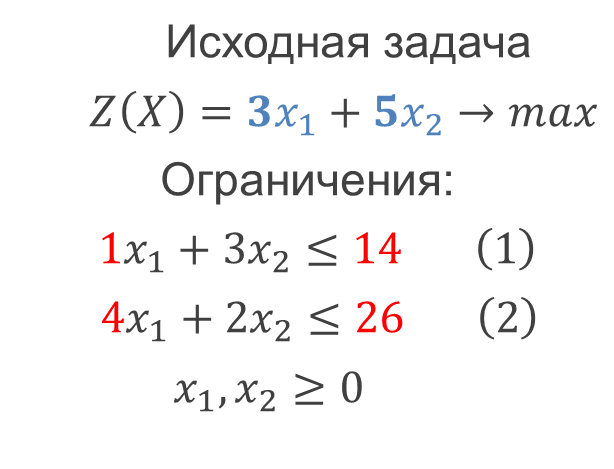 Исходная задача
Z(X) = 3x₁ + 5x₂ → max
Ограничения:
1x₁ + 3x₂ ≤ 14 (1)
4x₁ + 2x₂ ≤ 26 (2)
x₁, x₂ ≥ 0